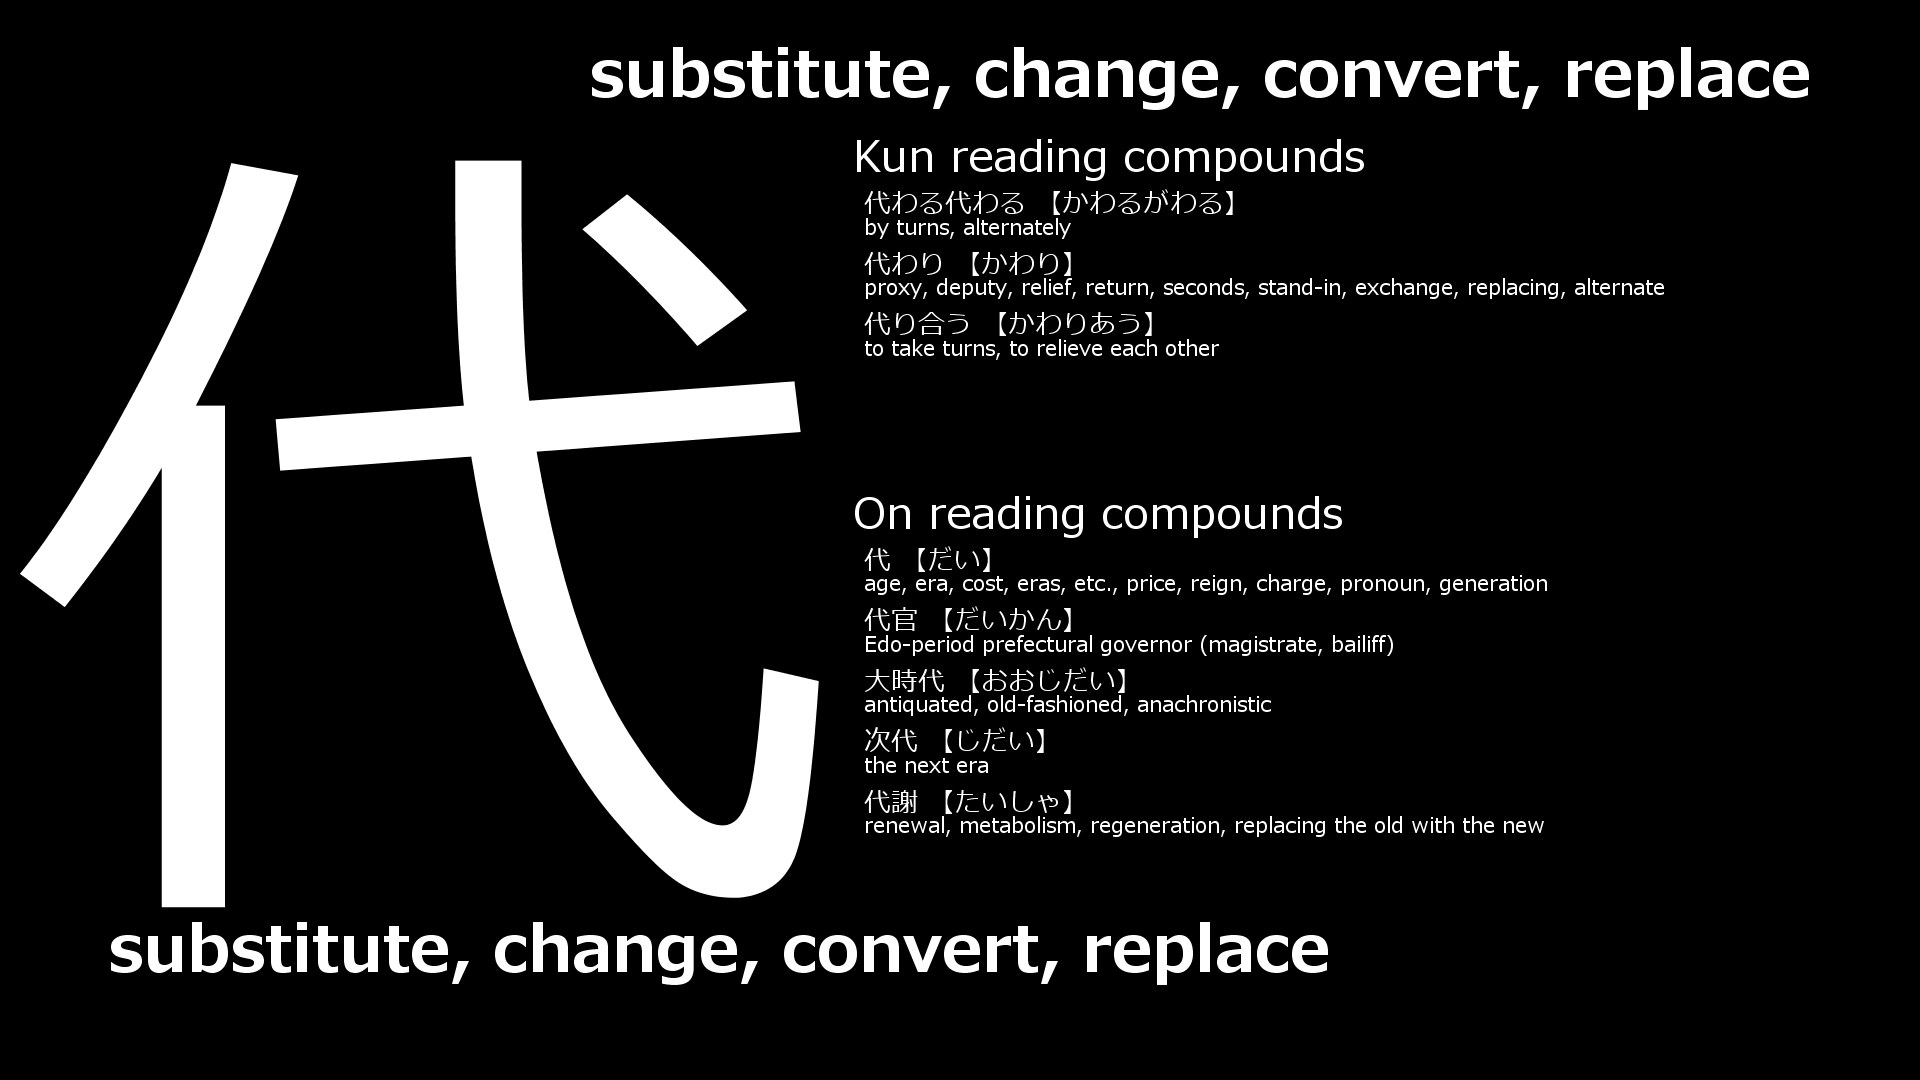 substitute, change, convert, replace
代
Kun reading compounds
代わる代わる 【かわるがわる】
by turns, alternately
代わり 【かわり】
proxy, deputy, relief, return, seconds, stand-in, exchange, replacing, alternate
代り合う 【かわりあう】
to take turns, to relieve each other
On reading compounds
代 【だい】
age, era, cost, eras, etc., price, reign, charge, pronoun, generation
代官 【だいかん】
Edo-period prefectural governor (magistrate, bailiff)
大時代 【おおじだい】
antiquated, old-fashioned, anachronistic
次代 【じだい】
the next era
代謝 【たいしゃ】
renewal, metabolism, regeneration, replacing the old with the new
substitute, change, convert, replace